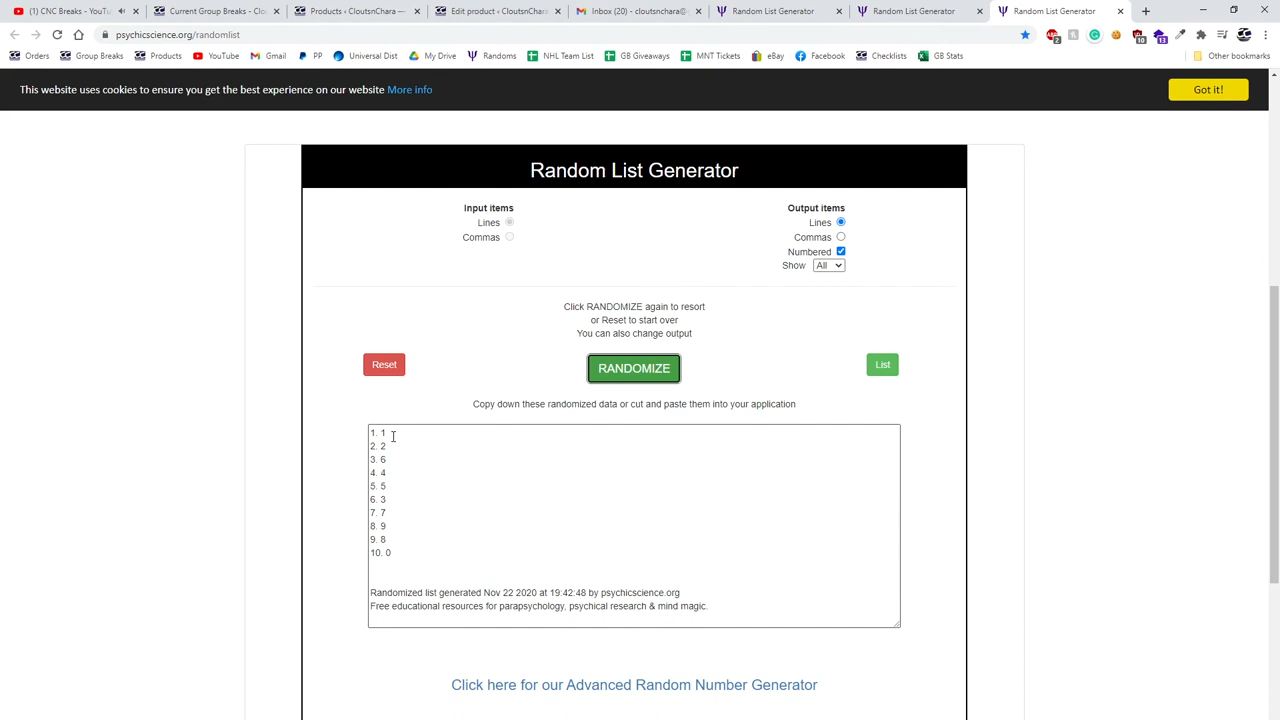 (1) CNC Breaks - YouTube
Current Group Breaks - Clo
Products ‹ CloutsnChara —
Edit product ‹ CloutsnChara
Inbox (20) - cloutsnchara@
Random List Generator
Random List Generator
Random List Generator
psychicscience.org/randomlist
Orders
Group Breaks
Products
YouTube
Gmail
PP
Universal Dist
My Drive
Randoms
NHL Team List
GB Giveaways
MNT Tickets
eBay
Facebook
Checklists
GB Stats
Other bookmarks
This website uses cookies to ensure you get the best experience on our website More info
Got it!
Random List Generator
Input items
Lines
Commas
Output items
Lines
Commas
Numbered
Show All
Click RANDOMIZE again to resort
or Reset to start over
You can also change output
Reset
RANDOMIZE
List
Copy down these randomized data or cut and paste them into your application
1. 1
2. 2
3. 6
4. 4
5. 5
6. 3
7. 7
8. 9
9. 8
10. 0
Randomized list generated Nov 22 2020 at 19:42:48 by psychicscience.org
Free educational resources for parapsychology, psychical research & mind magic.
Click here for our Advanced Random Number Generator